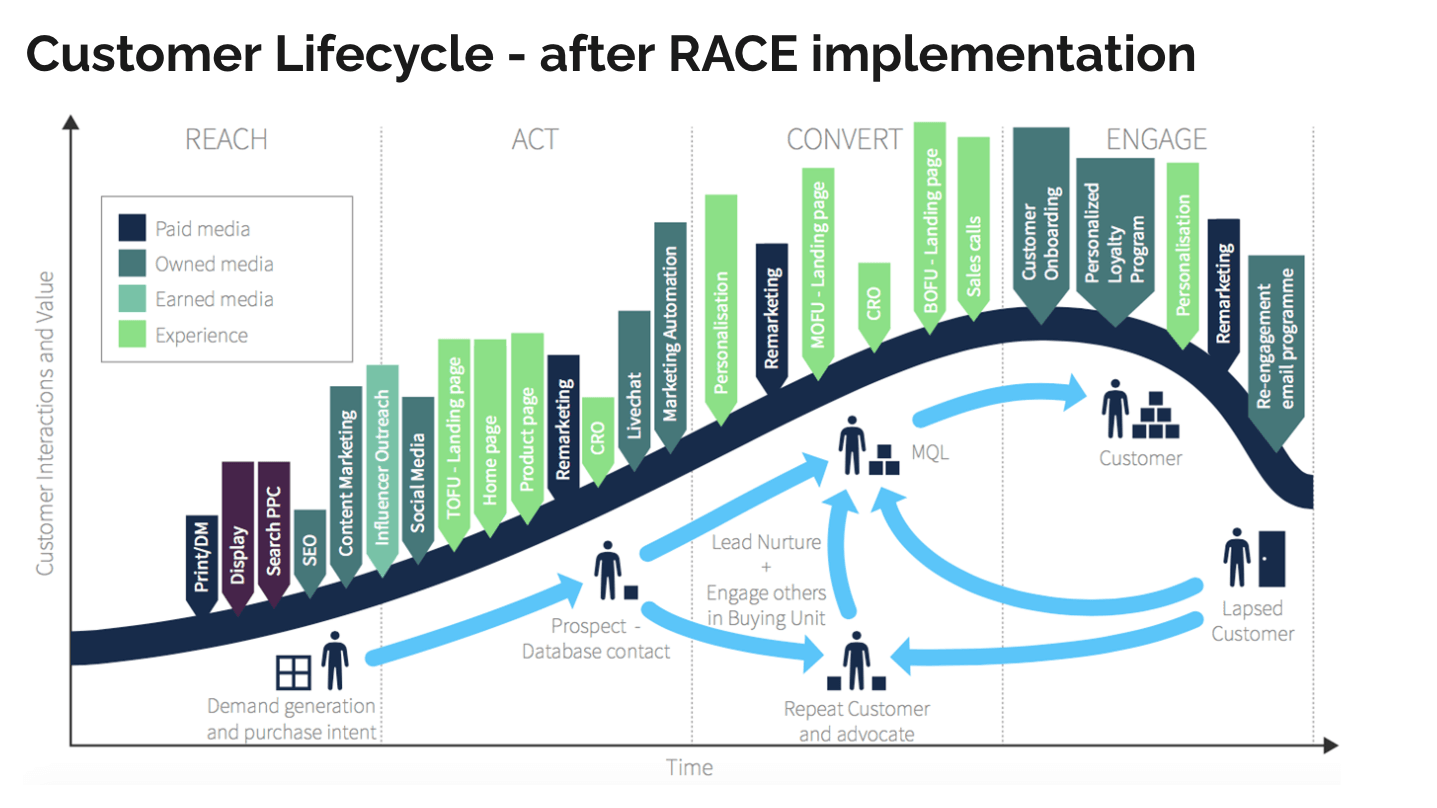 Customer Lifecycle - after RACE implementation
REACH
ACT
CONVERT
ENGAGE
Paid media
Owned media
Earned media
Experience
Customer Interactions and Value
Print/DM
Display
Search PPC
SEO
Content Marketing
Influencer Outreach
Social Media
TOFU - Landing page
Home page
Product page
Remarketing
CRO
Livechat
Marketing Automation
Personalisation
Remarketing
MOFU - Landing page
CRO
BOFU - Landing page
Sales calls
Customer
Onboarding
Personalized
Loyalty
Program
Personalisation
Remarketing
Re-engagement
email programme
Demand generation
and purchase intent
Prospect -
Database contact
Lead Nurture
+
Engage others
in Buying Unit
MQL
Repeat Customer
and advocate
Customer
Lapsed
Customer
Time